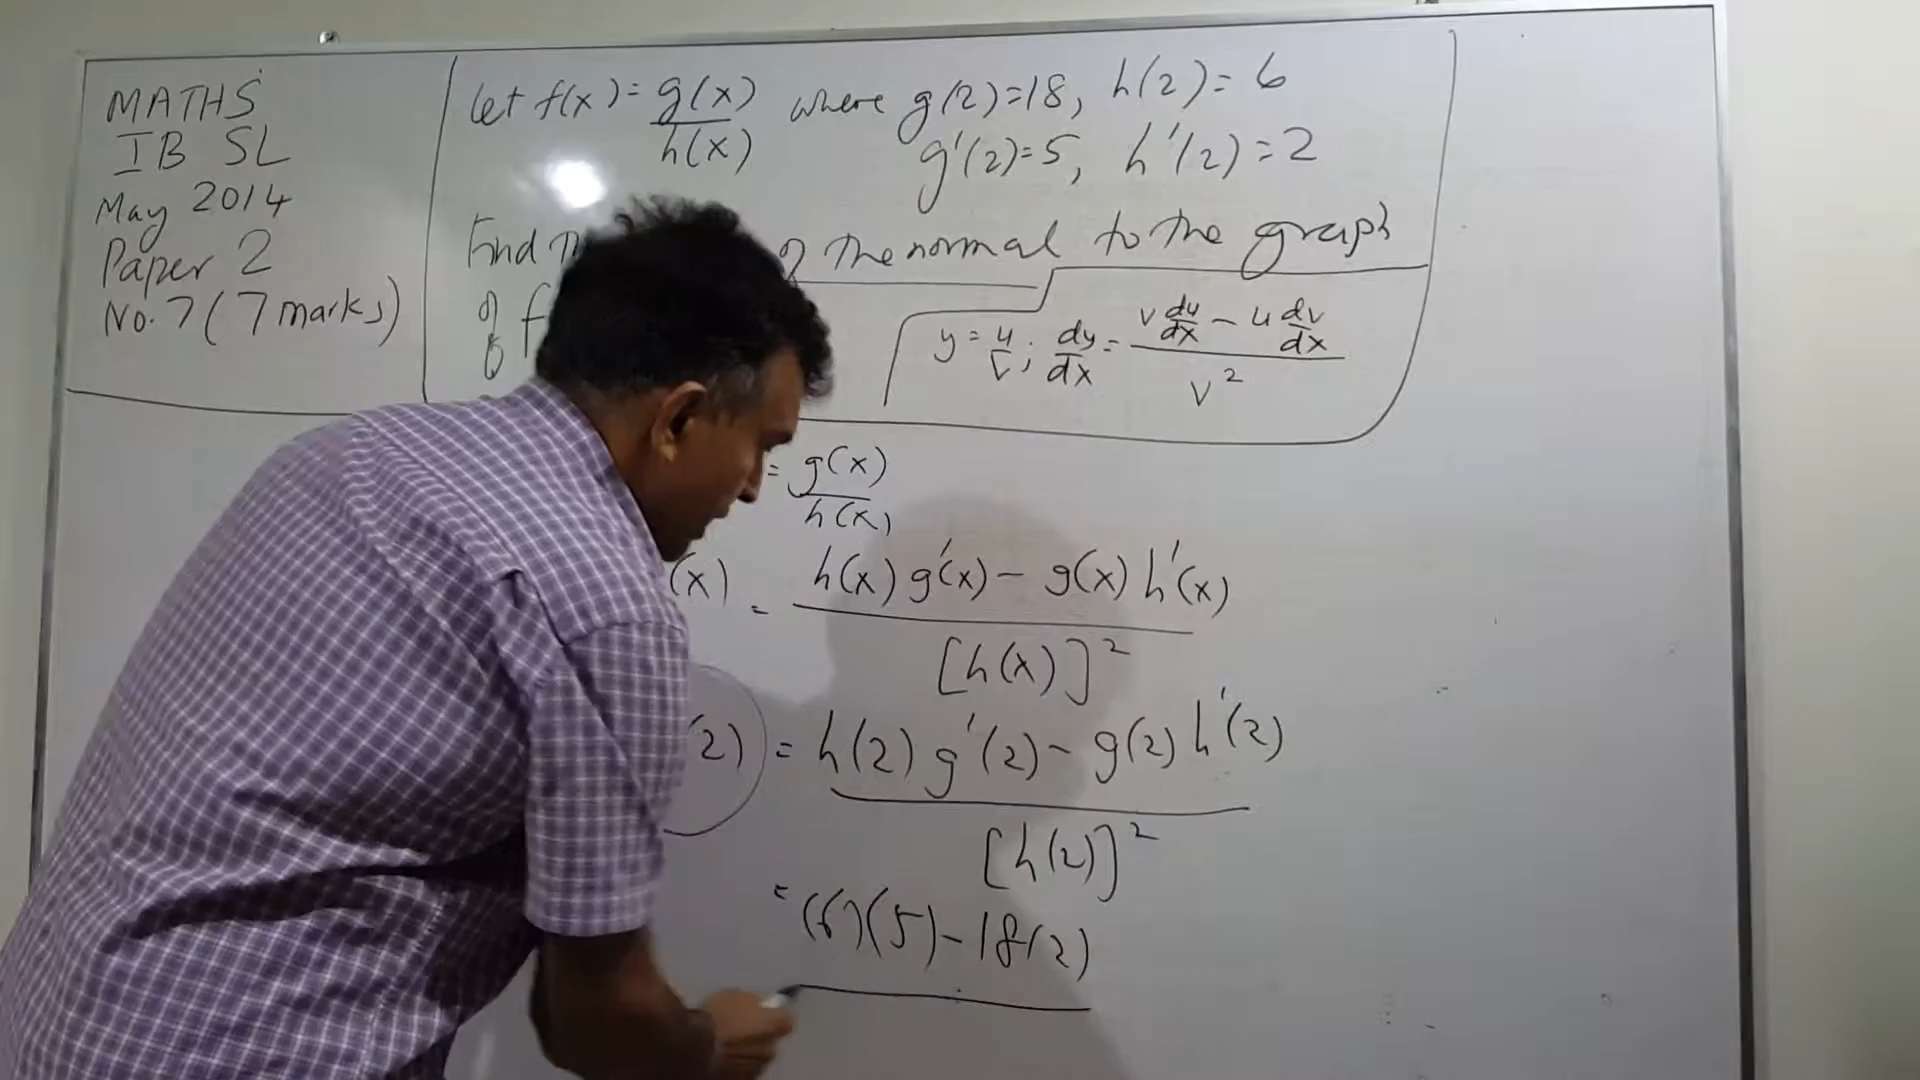 MATHS
IB SL
May 2014
Paper 2
No. 7 (7 marks)
Let f(x) = g(x)/h(x) where g(2)=18, h(2)=6
g'(2)=5, h'(2)=2
Find of the normal to the graph
of f
y = u/v ; dy/dx = (v du/dx - u dv/dx)/v²
= g(x)/h(x)
(x) = h(x) g'(x) - g(x) h'(x)
[h(x)]²
(2) = h(2) g'(2) - g(2) h'(2)
[h(2)]²
= (6)(5) - 18(2)